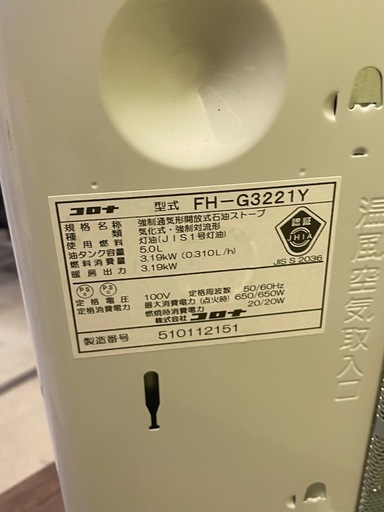 コロナ 型式 FH-G3221Y
規格名称 強制通気形開放式石油ストーブ
種類 気化式・強制対流形
使用燃料 灯油(JIS1号灯油)
油タンク容量 5.0L
燃料消費量 3.19kW (0.310L/h)
暖房出力 3.19kW
認証
JIS S 2036
PSC PSE
定格電圧 100V 定格周波数 50/60Hz
定格消費電力 最大消費電力(点火時) 650/650W
燃焼時消費電力 20/20W
株式会社 コロナ
製造番号 510112151
温風空気取入口